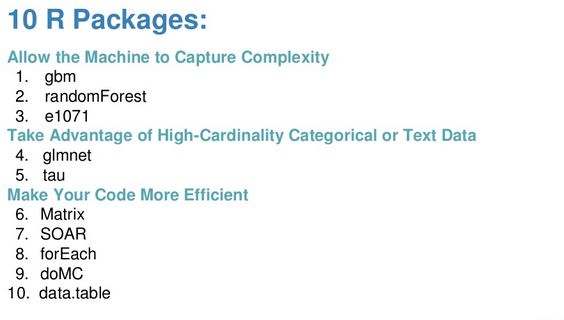 10 R Packages:
Allow the Machine to Capture Complexity
1. gbm
2. randomForest
3. e1071
Take Advantage of High-Cardinality Categorical or Text Data
4. glmnet
5. tau
Make Your Code More Efficient
6. Matrix
7. SOAR
8. forEach
9. doMC
10. data.table